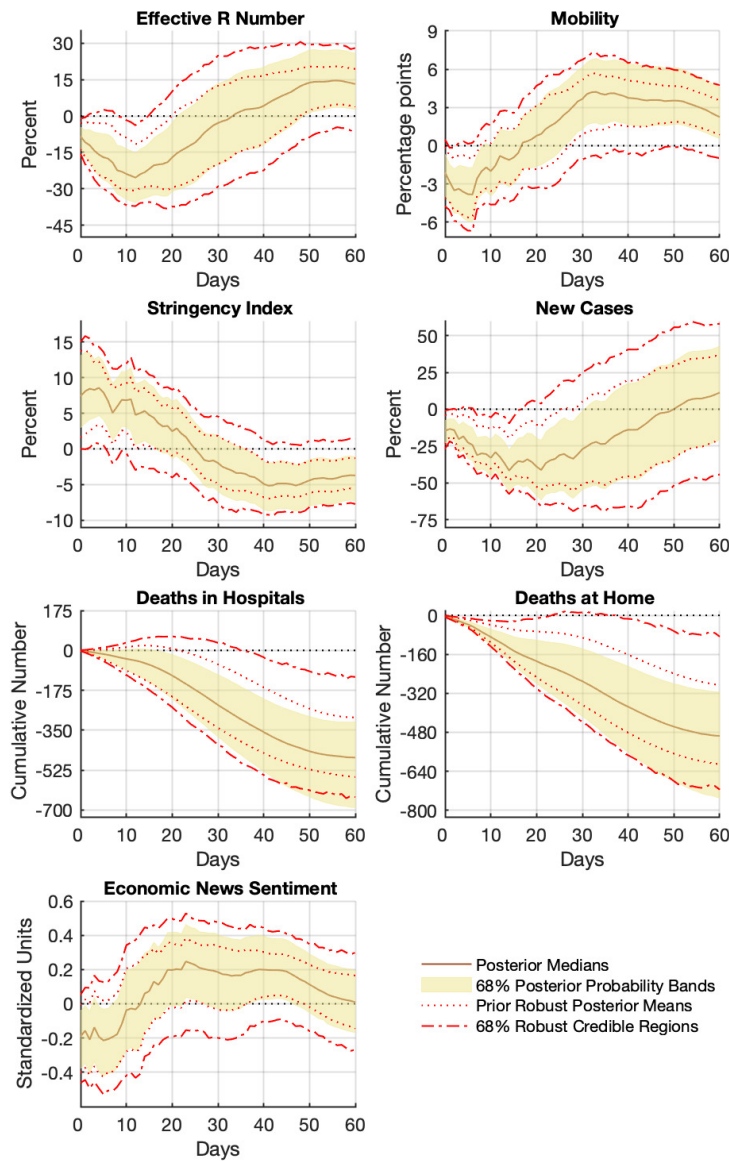 Effective R Number
Percent
30
15
0
-15
-30
-45
0 10 20 30 40 50 60
Days
Mobility
Percentage points
9
6
3
0
-3
-6
0 10 20 30 40 50 60
Days
Stringency Index
Percent
15
10
5
0
-5
-10
0 10 20 30 40 50 60
Days
New Cases
Percent
50
25
0
-25
-50
-75
0 10 20 30 40 50 60
Days
Deaths in Hospitals
Cumulative Number
175
0
-175
-350
-525
-700
0 10 20 30 40 50 60
Days
Deaths at Home
Cumulative Number
0
-160
-320
-480
-640
-800
0 10 20 30 40 50 60
Days
Economic News Sentiment
Standardized Units
0.6
0.4
0.2
0
-0.2
-0.4
0 10 20 30 40 50 60
Days
Posterior Medians
68% Posterior Probability Bands
Prior Robust Posterior Means
68% Robust Credible Regions